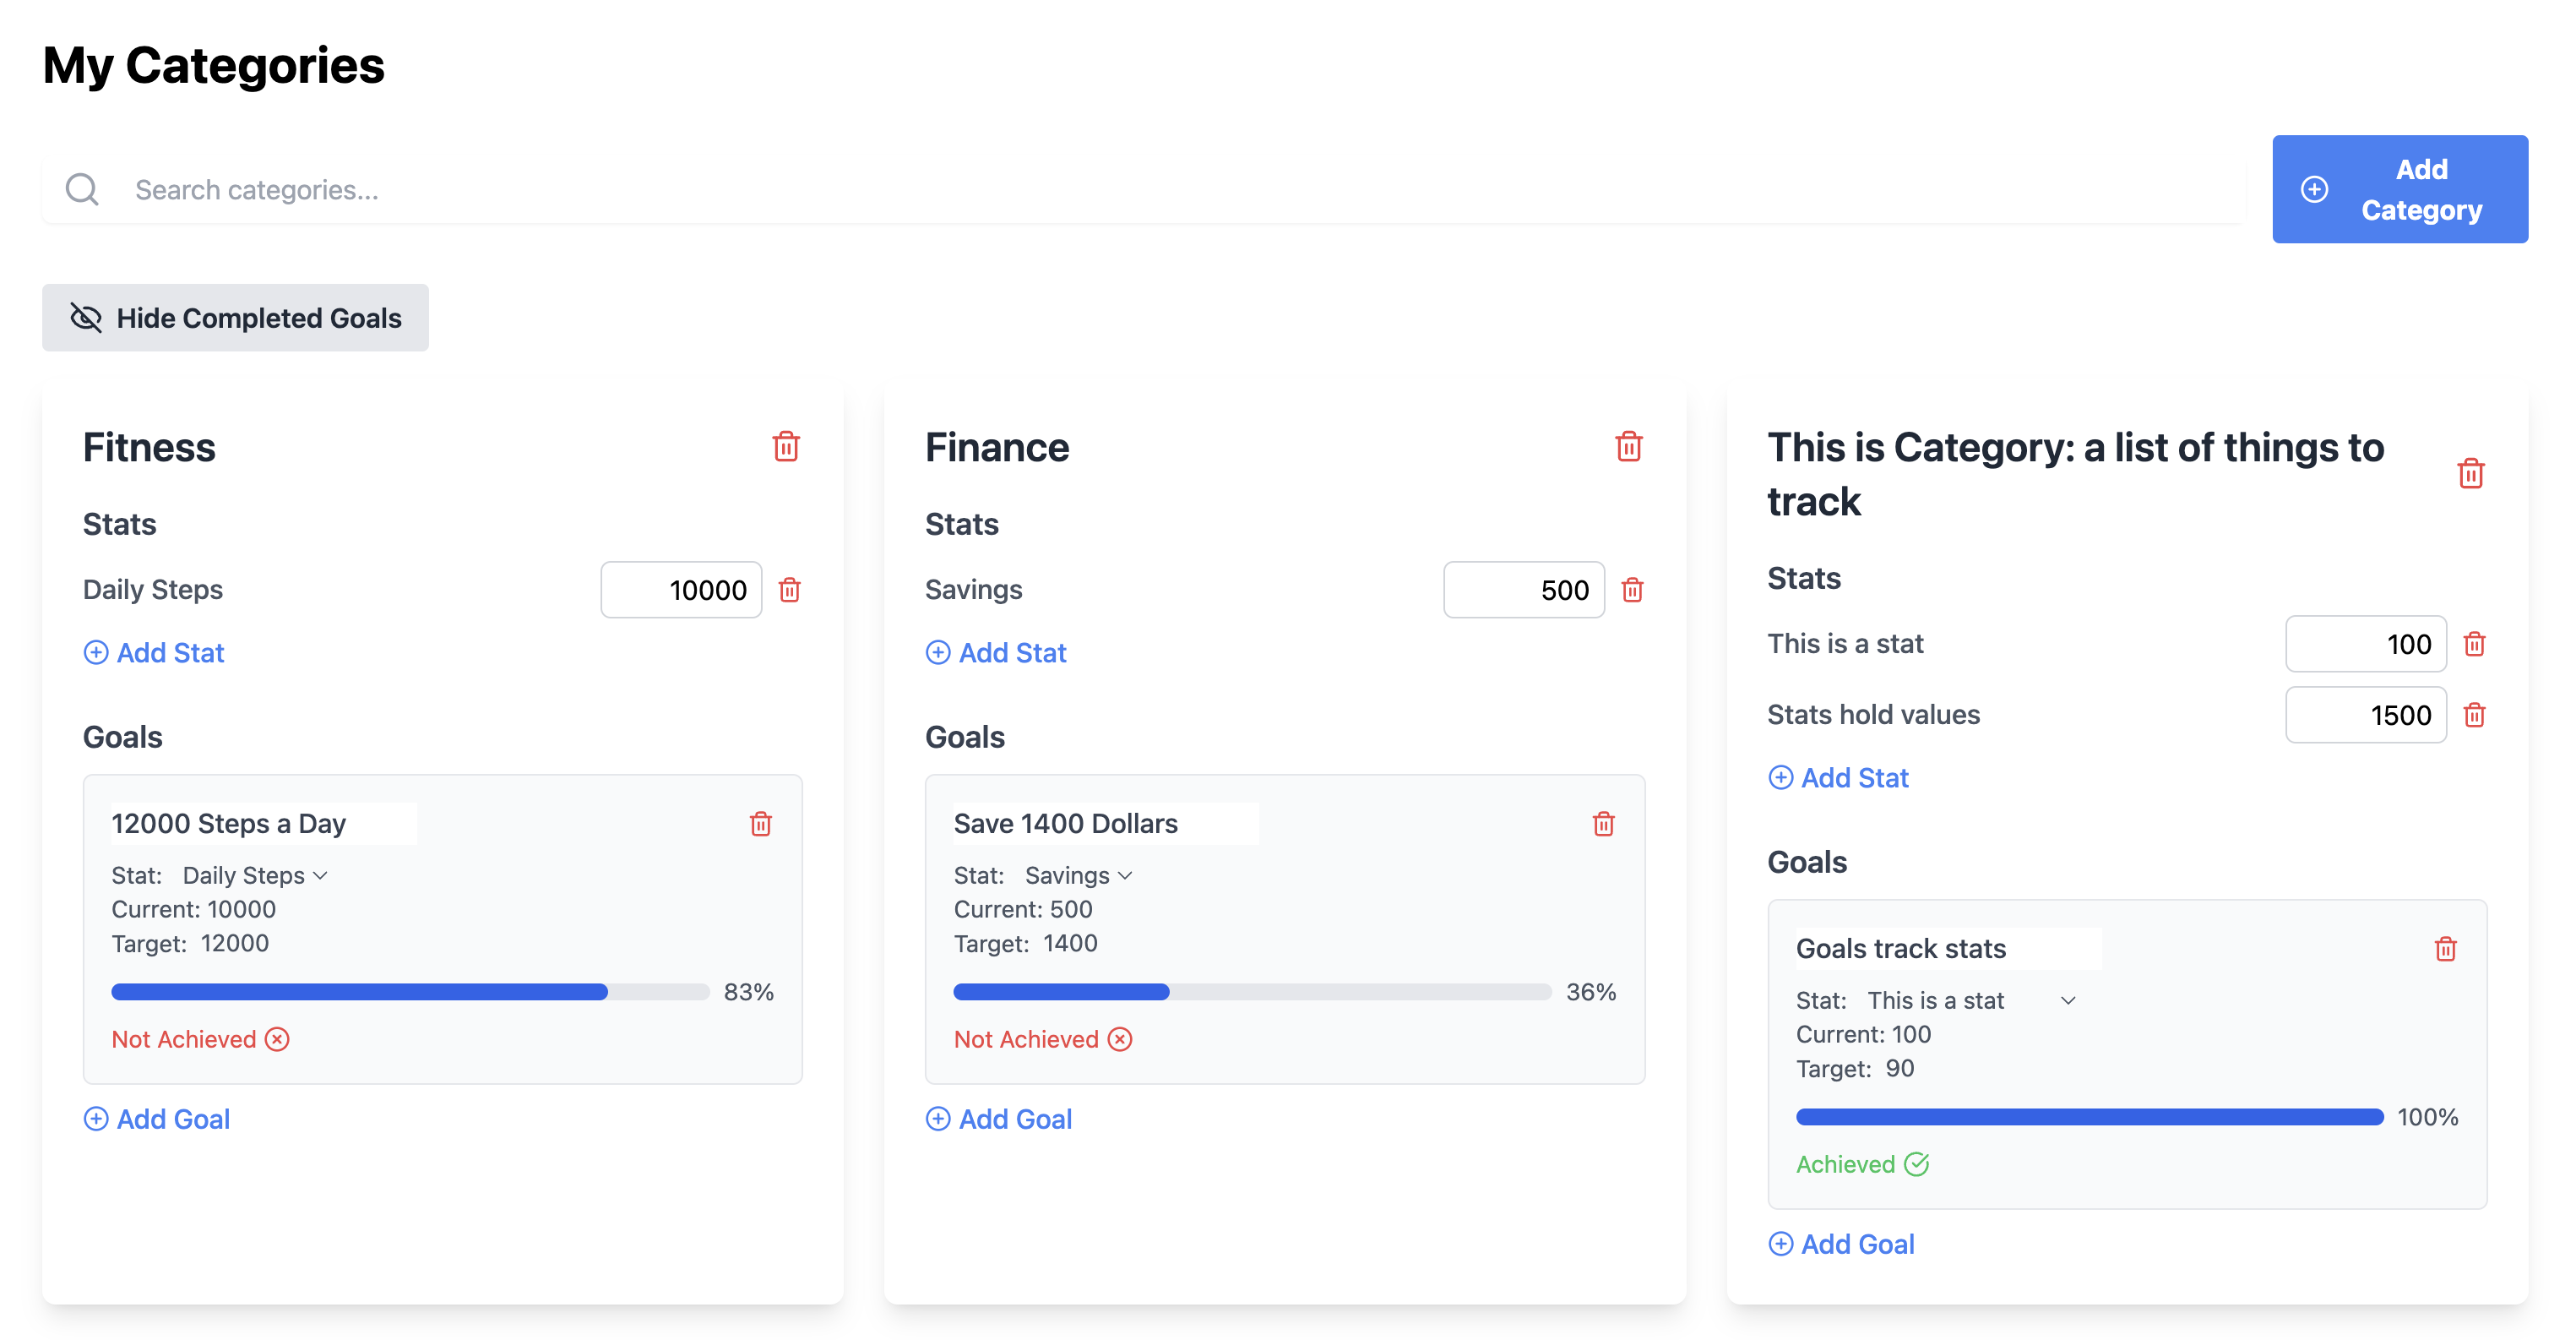 My Categories
Search categories...
Add
Category
Hide Completed Goals
Fitness
Stats
Daily Steps 10000
Add Stat
Goals
12000 Steps a Day
Stat: Daily Steps
Current: 10000
Target: 12000
83%
Not Achieved
Add Goal
Finance
Stats
Savings 500
Add Stat
Goals
Save 1400 Dollars
Stat: Savings
Current: 500
Target: 1400
36%
Not Achieved
Add Goal
This is Category: a list of things to
track
Stats
This is a stat 100
Stats hold values 1500
Add Stat
Goals
Goals track stats
Stat: This is a stat
Current: 100
Target: 90
100%
Achieved
Add Goal